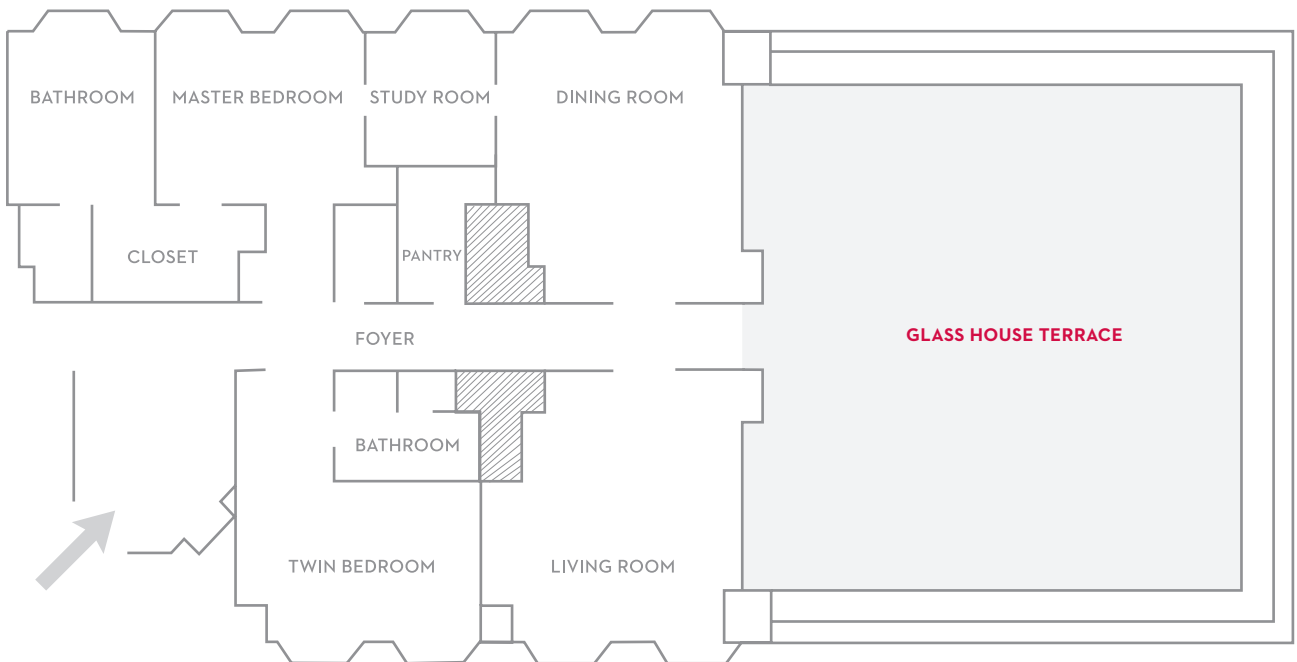 BATHROOM
MASTER BEDROOM
STUDY ROOM
DINING ROOM
CLOSET
PANTRY
FOYER
GLASS HOUSE TERRACE
BATHROOM
TWIN BEDROOM
LIVING ROOM